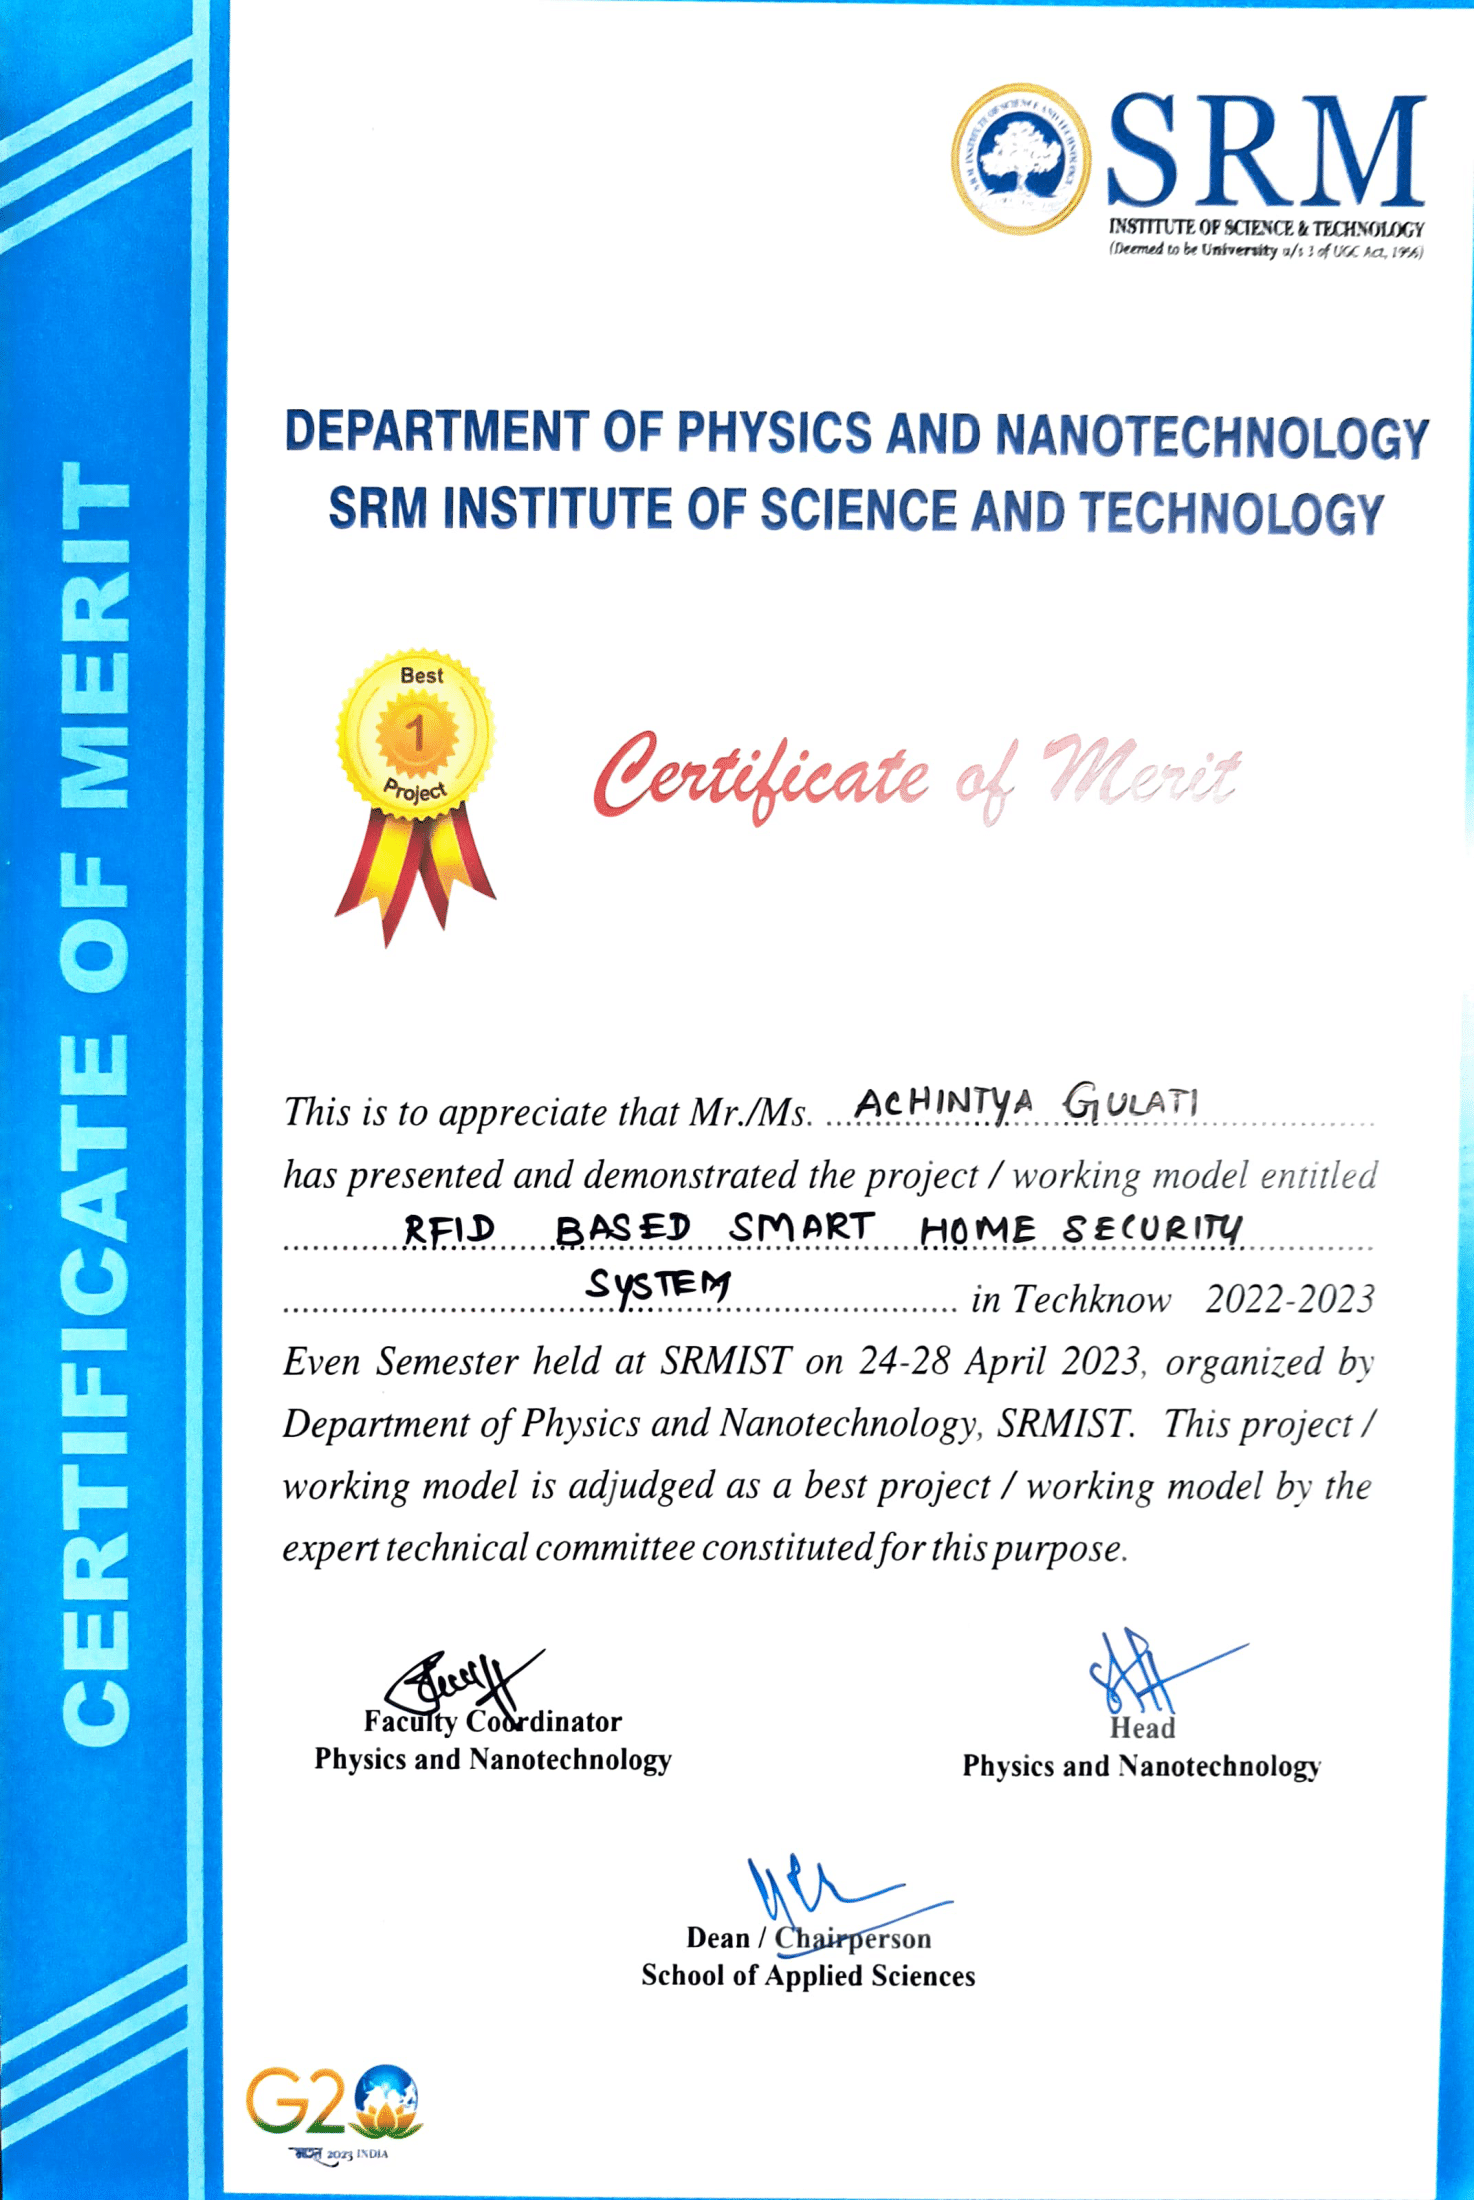 SRM
INSTITUTE OF SCIENCE & TECHNOLOGY
(Deemed to be University u/s 3 of UGC Act, 1956)
DEPARTMENT OF PHYSICS AND NANOTECHNOLOGY
SRM INSTITUTE OF SCIENCE AND TECHNOLOGY
CERTIFICATE OF MERIT
Best
1
Project
Certificate of Merit
This is to appreciate that Mr./Ms. ACHINTYA GULATI
has presented and demonstrated the project / working model entitled
RFID BASED SMART HOME SECURITY
SYSTEM in Techknow 2022-2023
Even Semester held at SRMIST on 24-28 April 2023, organized by
Department of Physics and Nanotechnology, SRMIST. This project /
working model is adjudged as a best project / working model by the
expert technical committee constituted for this purpose.
Faculty Coordinator
Physics and Nanotechnology
Head
Physics and Nanotechnology
Dean / Chairperson
School of Applied Sciences
G20
भारत 2023 INDIA